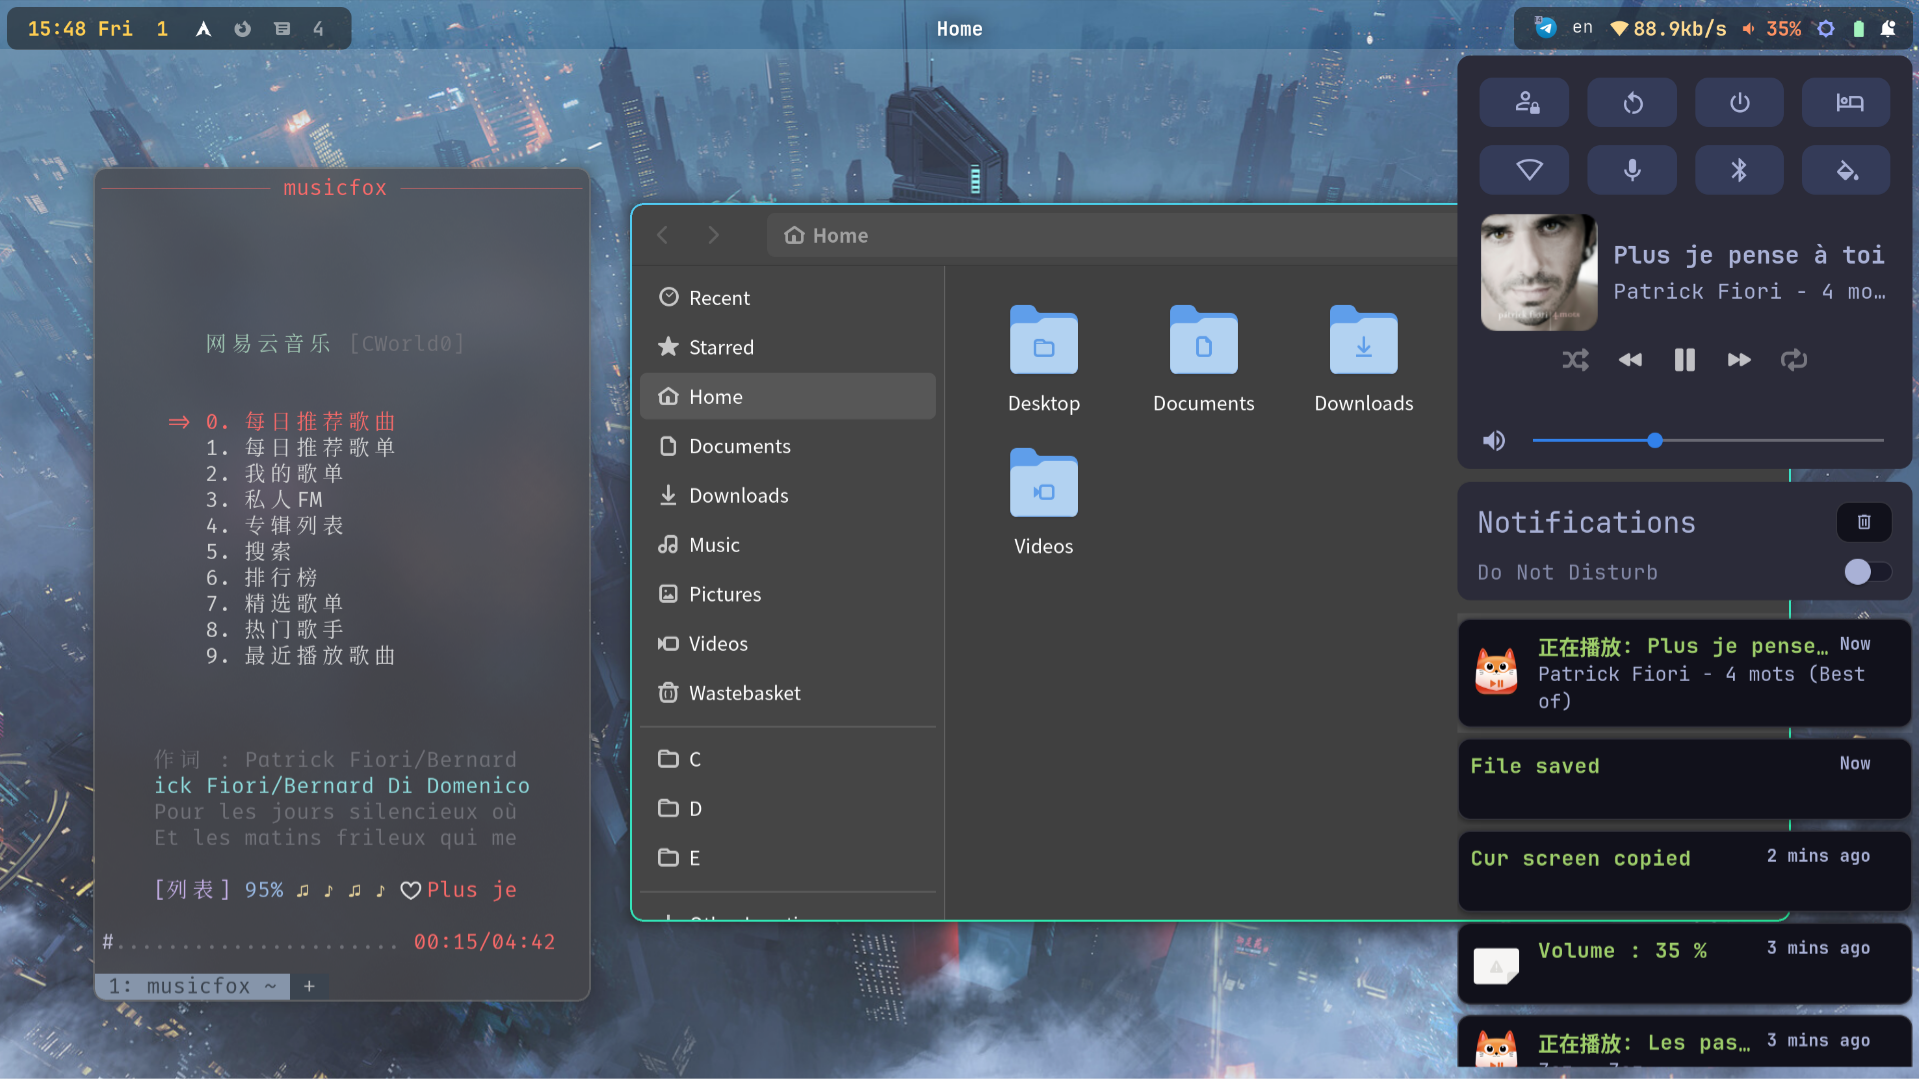 15:48 Fri 1 4
Home
en 88.9kb/s 35%
musicfox
网易云音乐 [CWorld0]
⇒ 0. 每日推荐歌曲
1. 每日推荐歌单
2. 我的歌单
3. 私人FM
4. 专辑列表
5. 搜索
6. 排行榜
7. 精选歌单
8. 热门歌手
9. 最近播放歌曲
作词 : Patrick Fiori/Bernard
ick Fiori/Bernard Di Domenico
Pour les jours silencieux où
Et les matins frileux qui me
[列表] 95% ♫ ♪ ♫ ♪ ♡ Plus je
#...................... 00:15/04:42
1: musicfox ~ +
Home
Recent
Starred
Home
Documents
Downloads
Music
Pictures
Videos
Wastebasket
C
D
E
Desktop
Documents
Downloads
Videos
Plus je pense à toi
Patrick Fiori - 4 mo…
patrick fiori 4 mots
Notifications
Do Not Disturb
正在播放: Plus je pense… Now
Patrick Fiori - 4 mots (Best
of)
File saved Now
Cur screen copied 2 mins ago
Volume : 35 % 3 mins ago
正在播放: Les pas… 3 mins ago